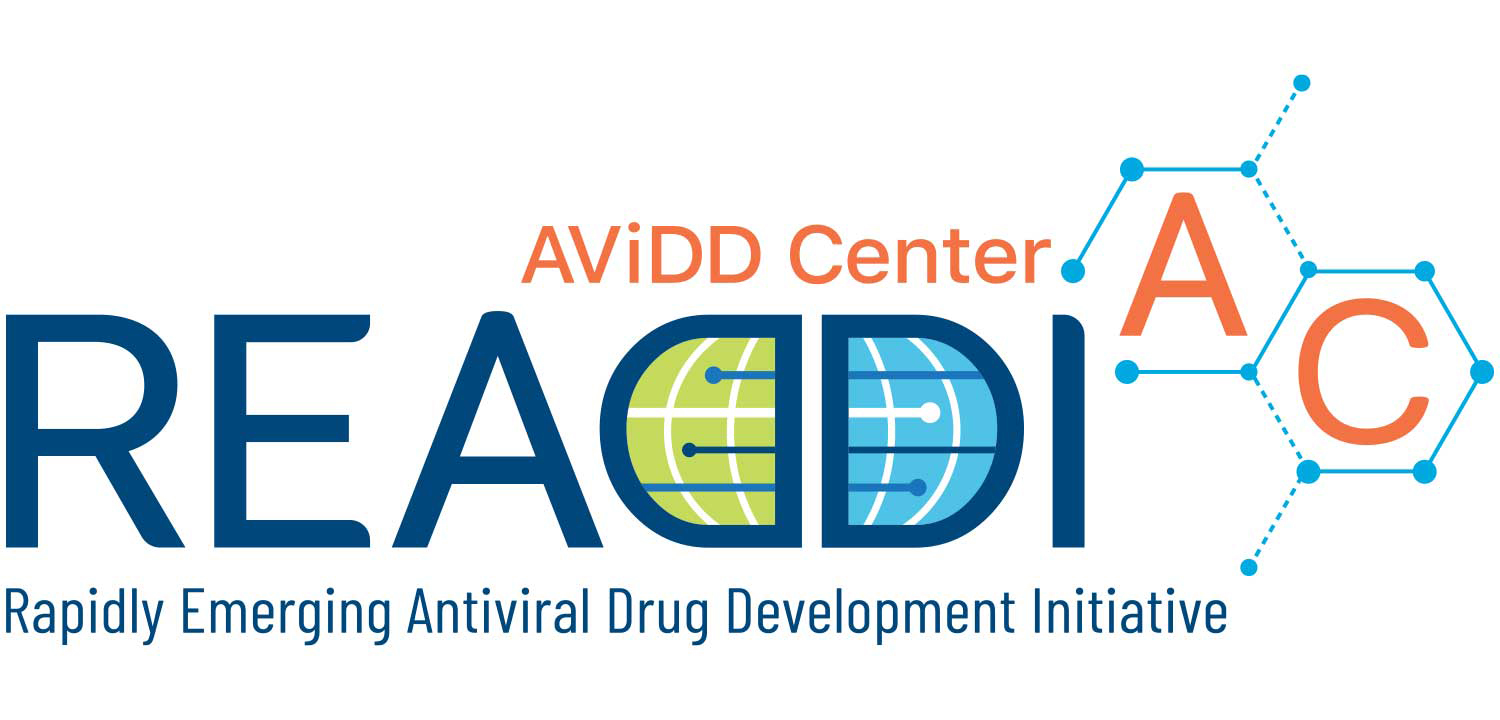 AViDD Center
READDI AC
Rapidly Emerging Antiviral Drug Development Initiative